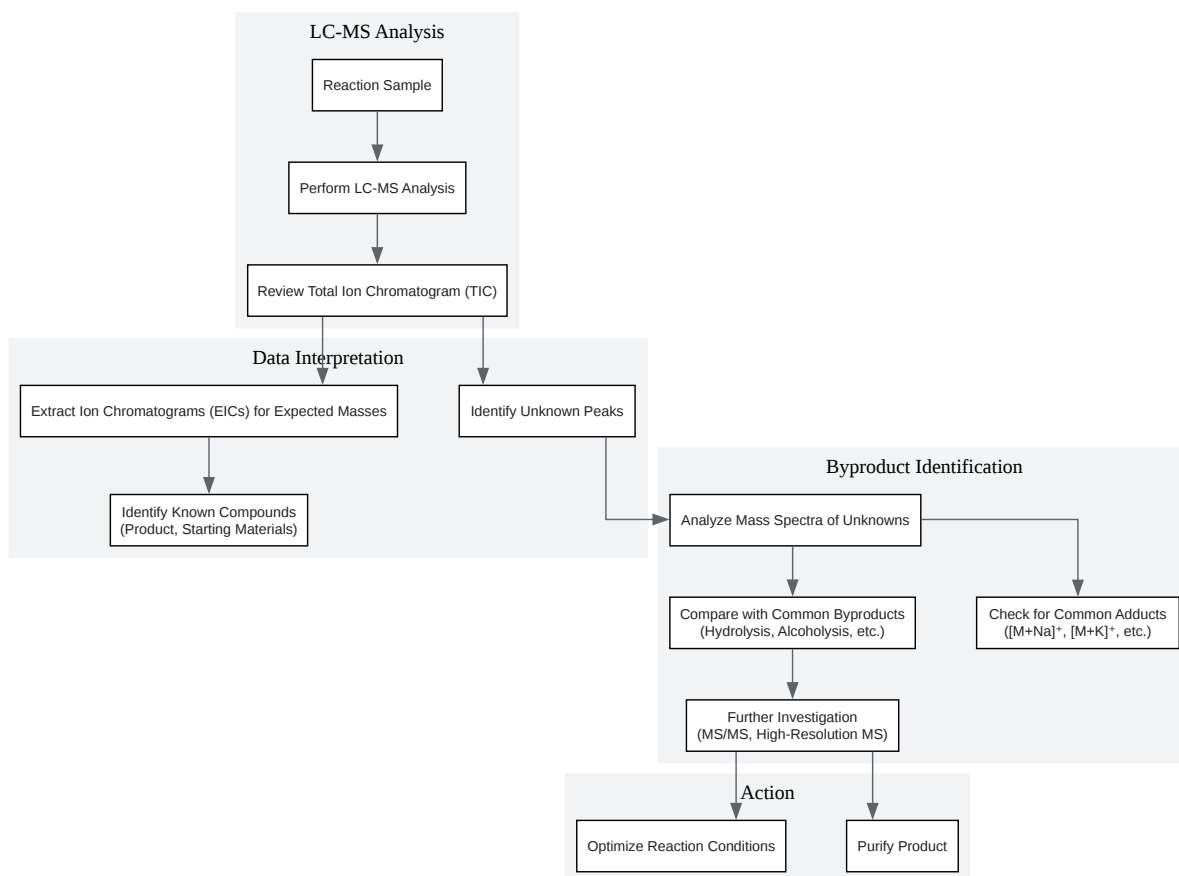 LC-MS Analysis
Reaction Sample
Perform LC-MS Analysis
Review Total Ion Chromatogram (TIC)
Data Interpretation
Extract Ion Chromatograms (EICs) for Expected Masses
Identify Unknown Peaks
Identify Known Compounds
(Product, Starting Materials)
Byproduct Identification
Analyze Mass Spectra of Unknowns
Compare with Common Byproducts
(Hydrolysis, Alcoholysis, etc.)
Check for Common Adducts
([M+Na]⁺, [M+K]⁺, etc.)
Further Investigation
(MS/MS, High-Resolution MS)
Action
Optimize Reaction Conditions
Purify Product